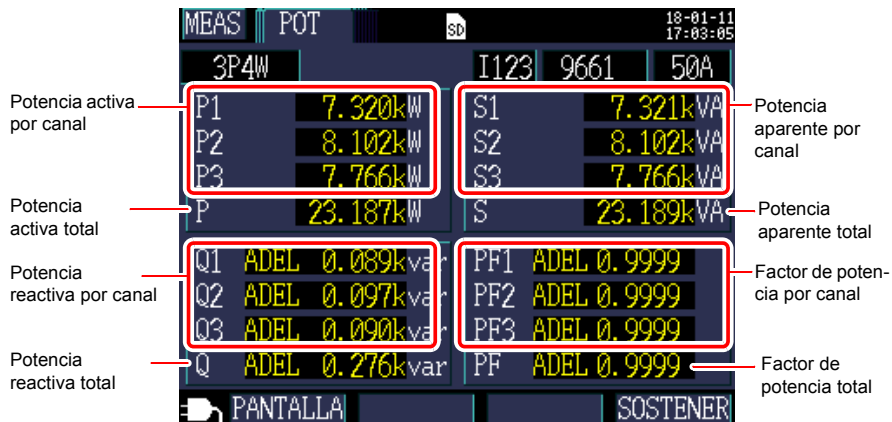 MEAS POT SD 18-01-11
17:03:05
3P4W I123 9661 50A
Potencia activa
por canal
P1 7.320kW
P2 8.102kW
P3 7.766kW
S1 7.321kVA
S2 8.102kVA
S3 7.766kVA
Potencia
aparente por
canal
Potencia
activa total
P 23.187kW
S 23.189kVA
Potencia
aparente total
Potencia
reactiva por canal
Q1 ADEL 0.089kvar
Q2 ADEL 0.097kvar
Q3 ADEL 0.090kvar
PF1 ADEL 0.9999
PF2 ADEL 0.9999
PF3 ADEL 0.9999
Factor de poten-
cia por canal
Potencia
reactiva total
Q ADEL 0.276kvar
PF ADEL 0.9999
Factor de
potencia total
PANTALLA SOSTENER